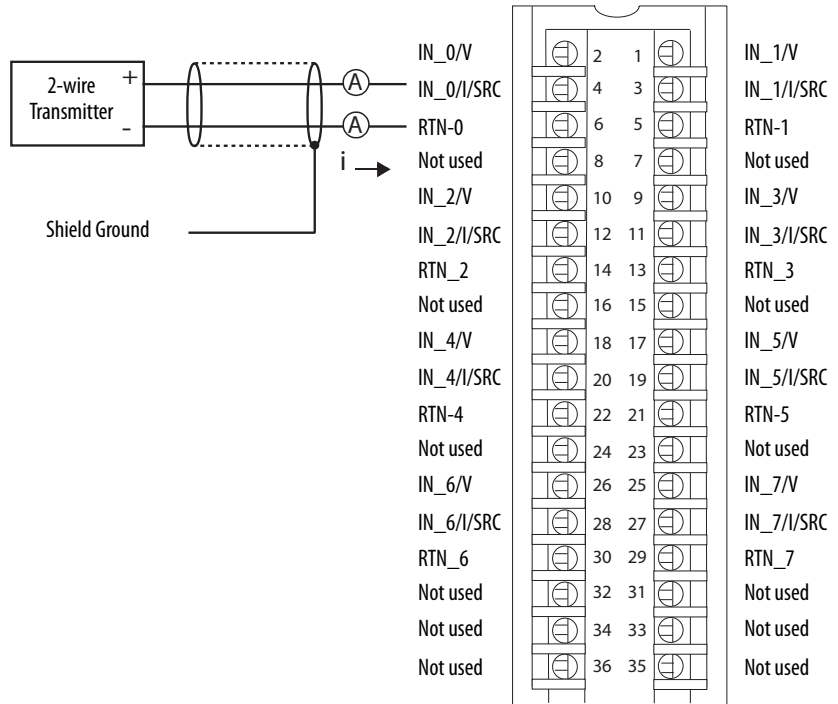 IN_0/V 2 1 IN_1/V
2-wire Transmitter + A IN_0/I/SRC 4 3 IN_1/I/SRC
- A RTN-0 6 5 RTN-1
i Not used 8 7 Not used
IN_2/V 10 9 IN_3/V
Shield Ground IN_2/I/SRC 12 11 IN_3/I/SRC
RTN_2 14 13 RTN_3
Not used 16 15 Not used
IN_4/V 18 17 IN_5/V
IN_4/I/SRC 20 19 IN_5/I/SRC
RTN-4 22 21 RTN-5
Not used 24 23 Not used
IN_6/V 26 25 IN_7/V
IN_6/I/SRC 28 27 IN_7/I/SRC
RTN_6 30 29 RTN_7
Not used 32 31 Not used
Not used 34 33 Not used
Not used 36 35 Not used